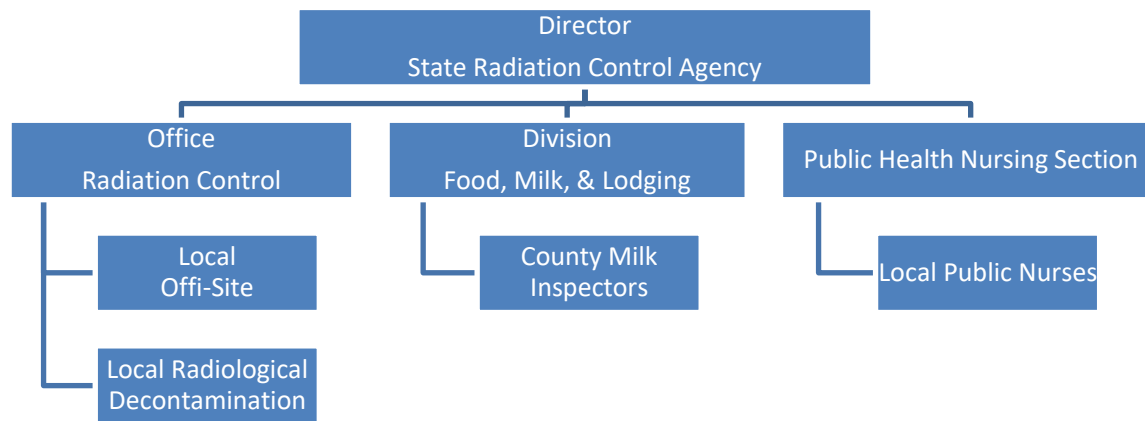 Director
State Radiation Control Agency
Office
Radiation Control
Division
Food, Milk, & Lodging
Public Health Nursing Section
Local
Offi-Site
County Milk
Inspectors
Local Public Nurses
Local Radiological
Decontamination